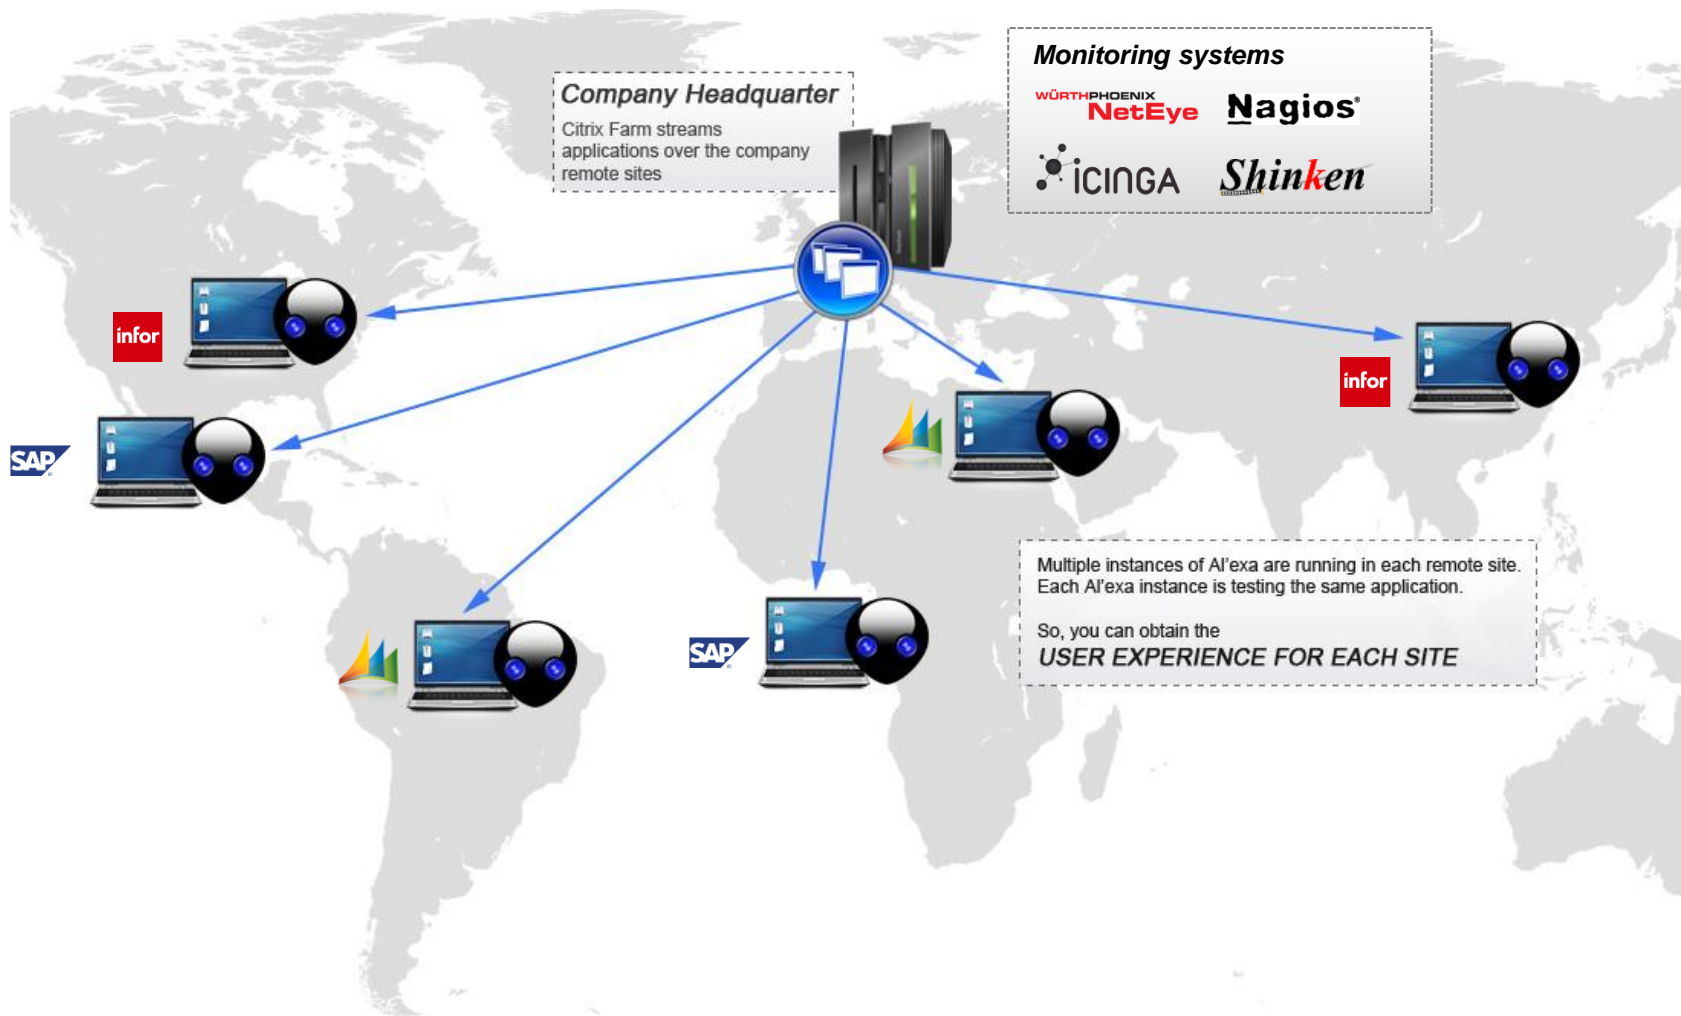 Monitoring systems
WÜRTHPHOENIX
NetEye
Nagios®
ICINGA
Shinken
Company Headquarter
Citrix Farm streams
applications over the company
remote sites
infor
infor
SAP
SAP
Multiple instances of Al'exa are running in each remote site.
Each Al'exa instance is testing the same application.
So, you can obtain the
USER EXPERIENCE FOR EACH SITE